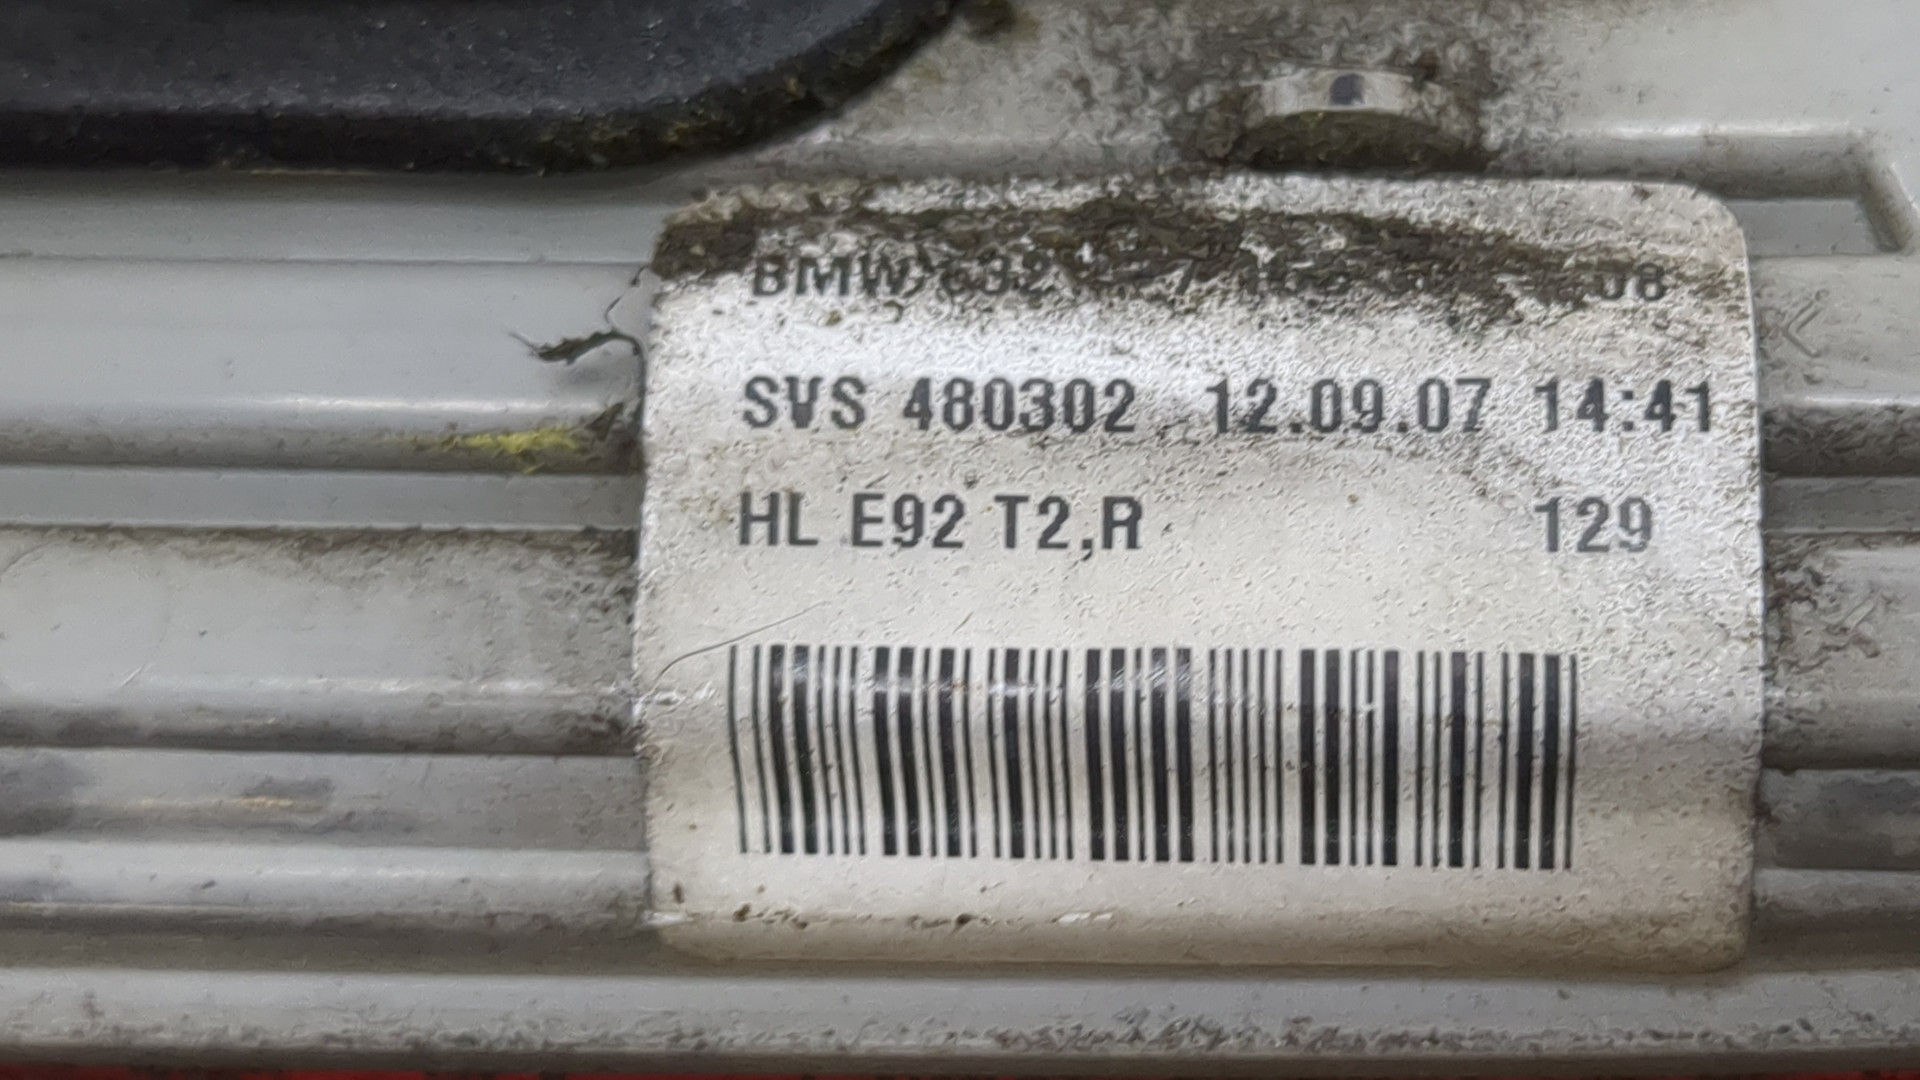 BMW
SVS 480302 12.09.07 14:41
HL E92 T2,R 129